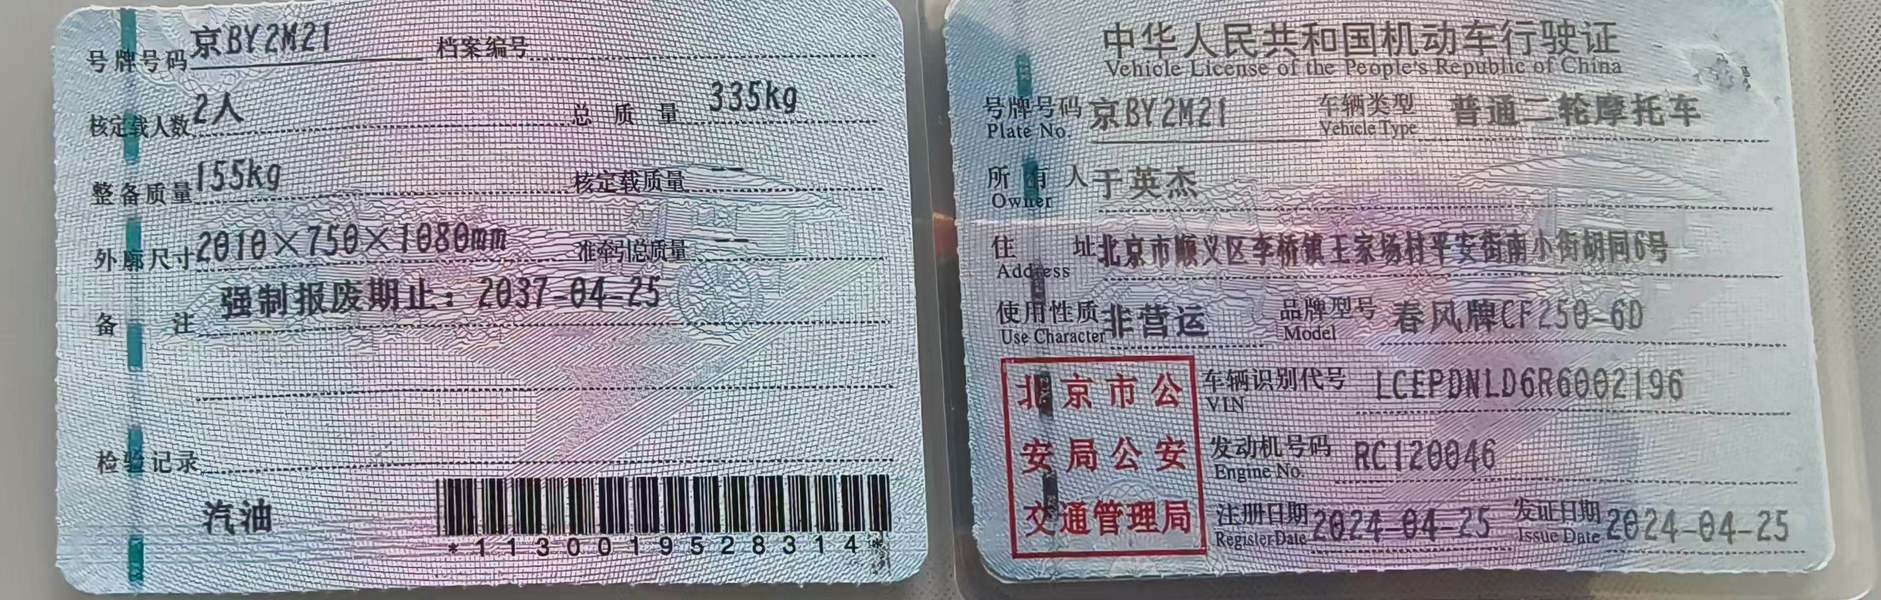 号牌号码 京BY2M21 档案编号
核定载人数 2人 总质量 335kg
整备质量 155kg 核定载质量 --
外廓尺寸 2010×750×1080mm 准牵引总质量 --
备注 强制报废期止：2037-04-25
检验记录
汽油
*1130019528314*
中华人民共和国机动车行驶证
Vehicle License of the People's Republic of China
号牌号码 京BY2M21 车辆类型 普通二轮摩托车
Plate No. Vehicle Type
所有人 于英杰
Owner
住址 北京市顺义区李桥镇王家场村平安街南小街胡同6号
Address
使用性质 非营运 品牌型号 春风牌CF250-6D
Use Character Model
北京市公
安局公安
交通管理局
车辆识别代号 LCEPDNLD6R6002196
VIN
发动机号码 RC120046
Engine No.
注册日期 2024-04-25 发证日期 2024-04-25
Register Date Issue Date